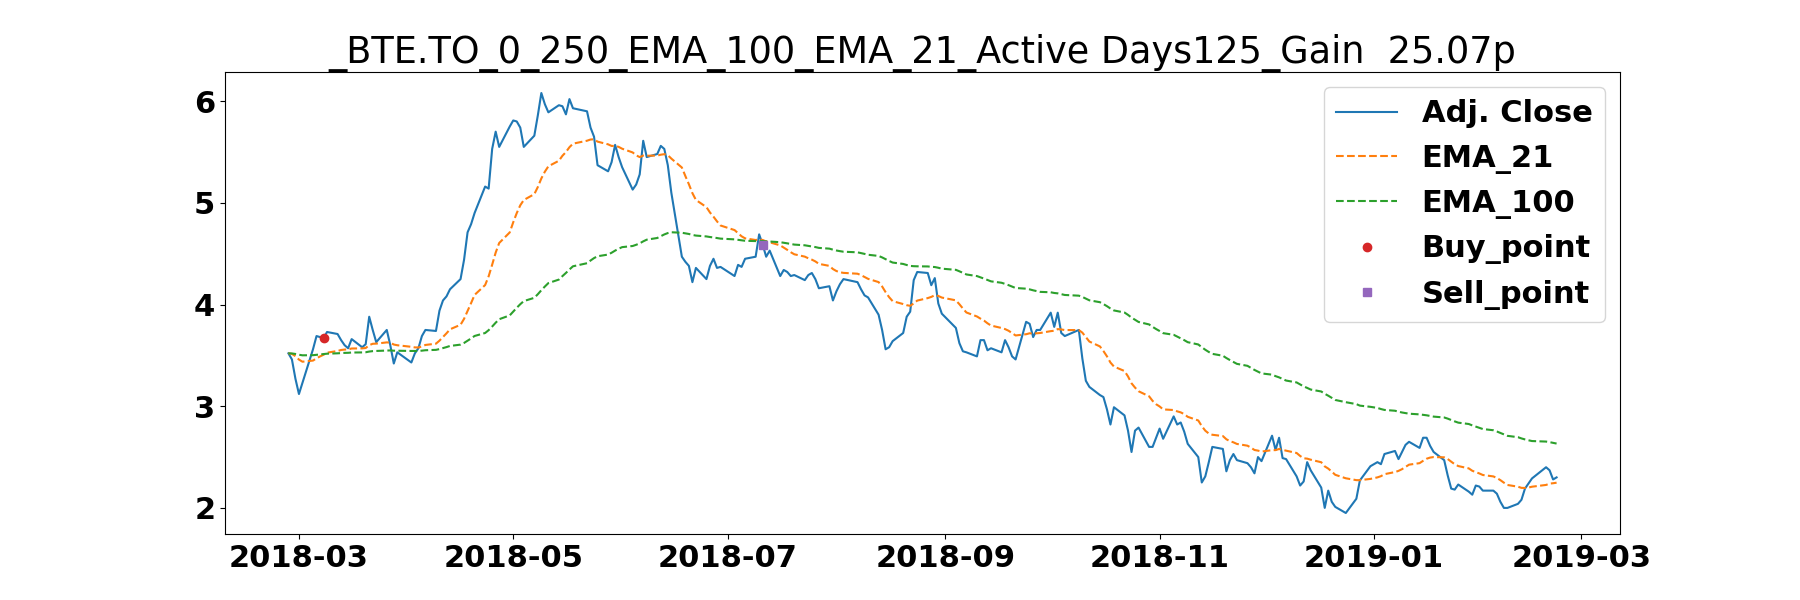 _BTE.TO_0_250_EMA_100_EMA_21_Active Days125_Gain  25.07p
6
5
4
3
2
Adj. Close
EMA_21
EMA_100
Buy_point
Sell_point
2018-03 2018-05 2018-07 2018-09 2018-11 2019-01 2019-03